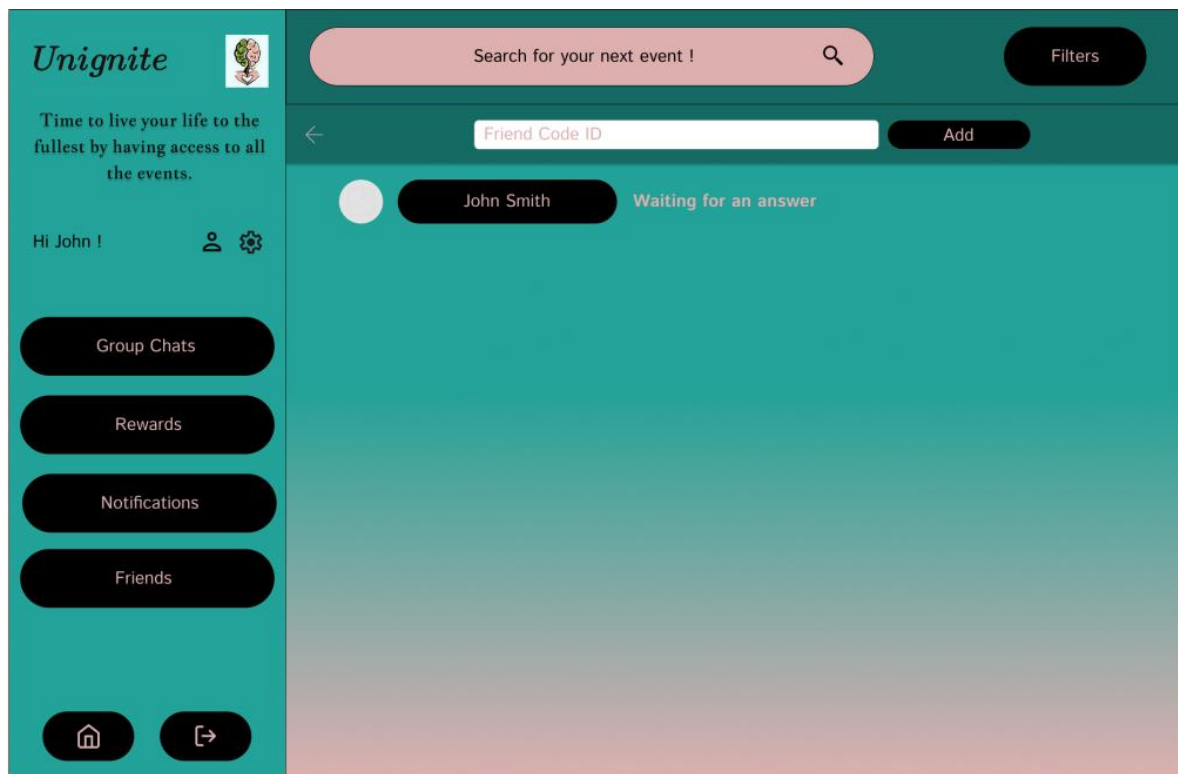 Unignite
Time to live your life to the
fullest by having access to all
the events.
Hi John !
Group Chats
Rewards
Notifications
Friends
Search for your next event !
Filters
Friend Code ID
Add
John Smith
Waiting for an answer